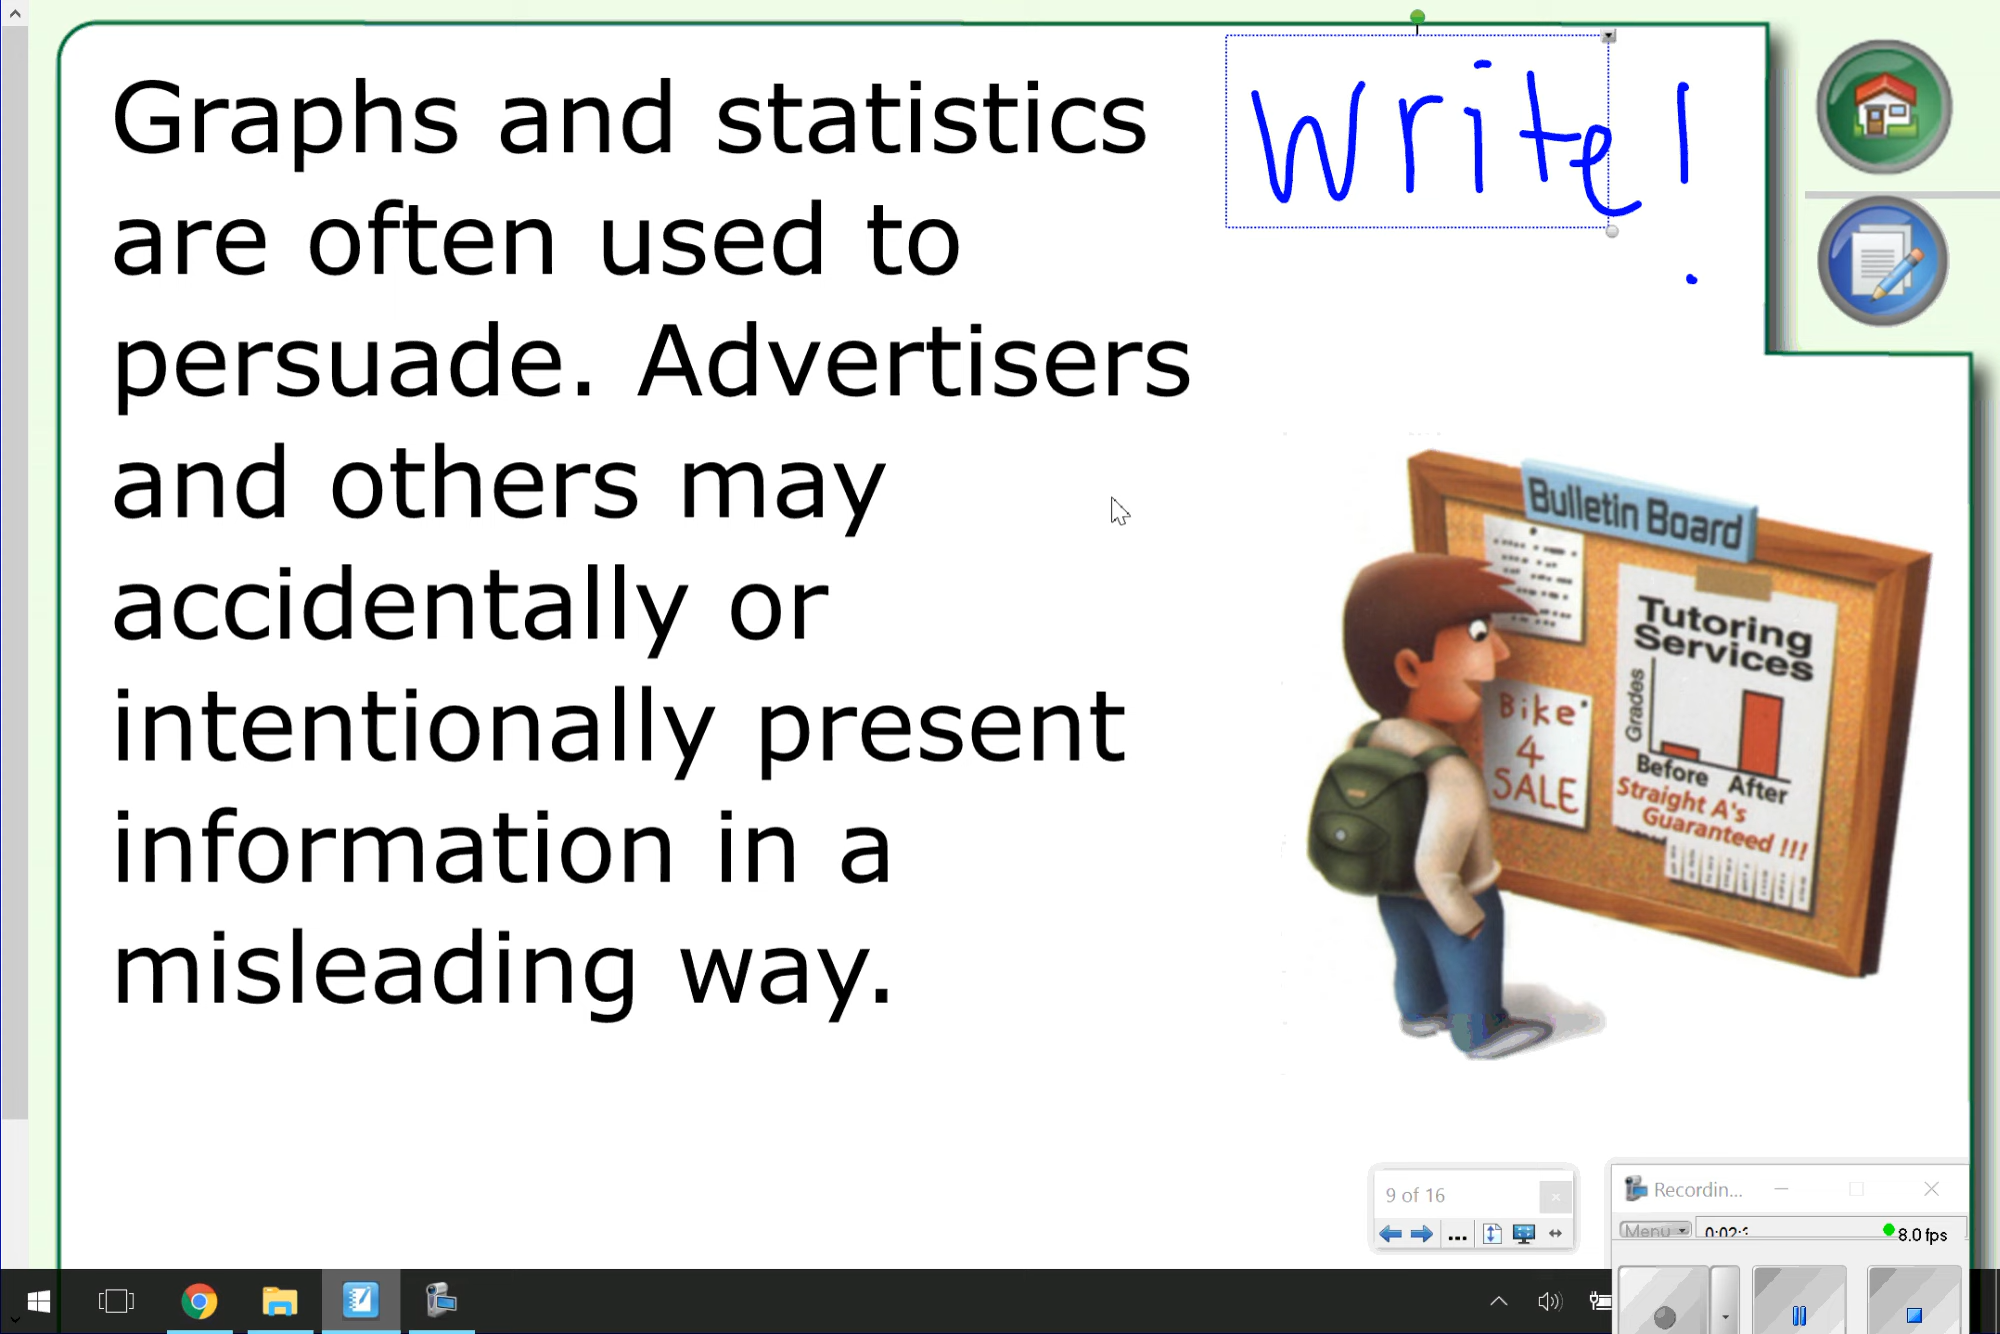 Graphs and statistics
are often used to
persuade. Advertisers
and others may
accidentally or
intentionally present
information in a
misleading way.
Write!
Bulletin Board
Tutoring
Services
Grades
Before After
Straight A's
Guaranteed !!!
Bike
4
SALE
9 of 16
Recordin...
Menu
8.0 fps